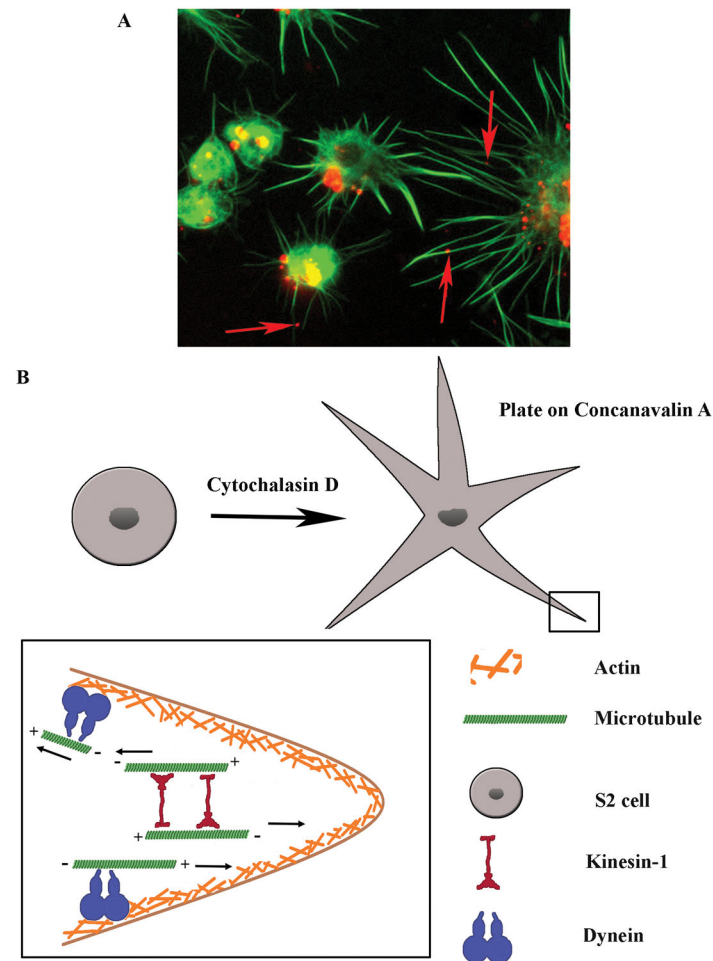 A
B
Plate on Concanavalin A
Cytochalasin D
Actin
+
-
-
+
Microtubule
+
-
S2 cell
-
+
Kinesin-1
Dynein